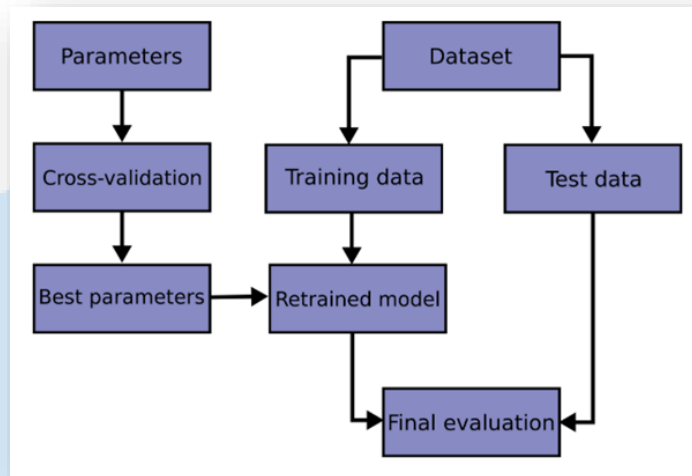 Parameters
Dataset
Cross-validation
Training data
Test data
Best parameters
Retrained model
Final evaluation